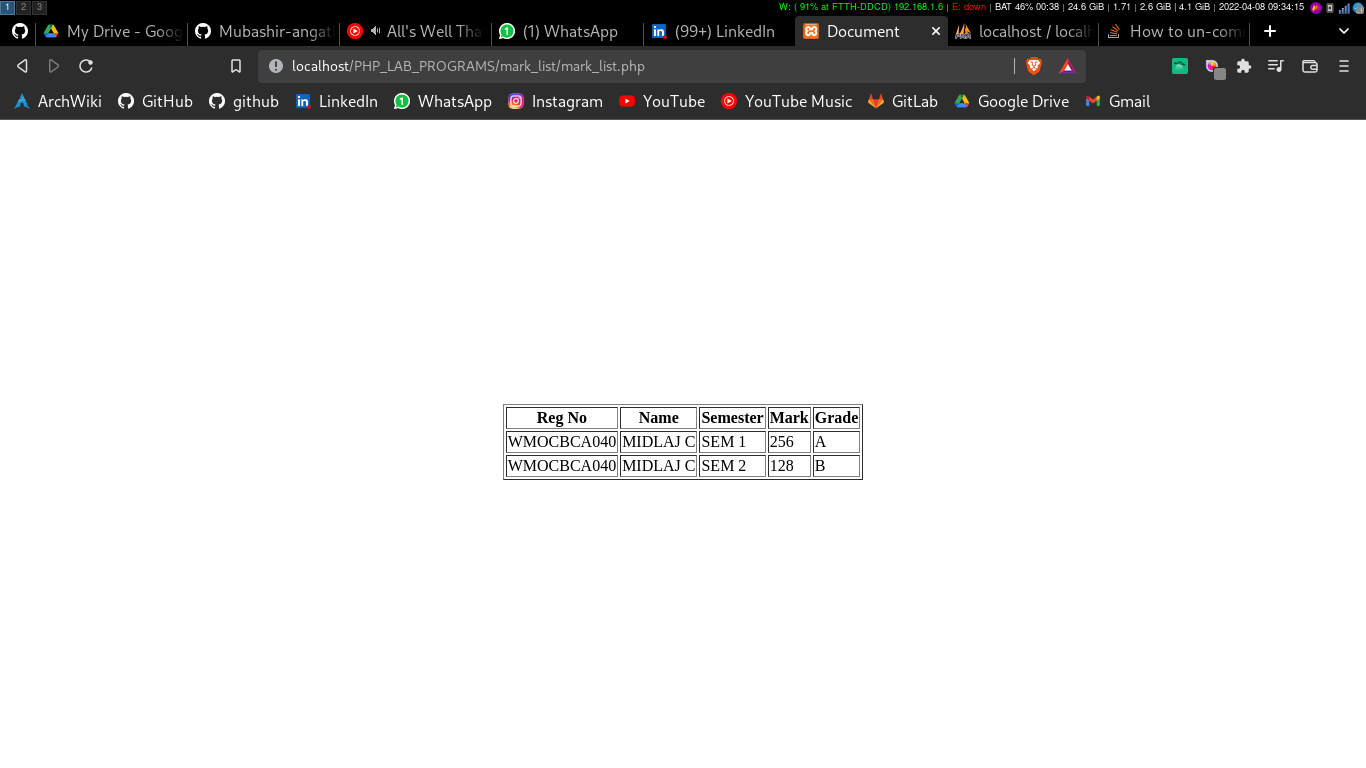 1 2 3 W: ( 91% at FTTH-DDCD) 192.168.1.6 | E: down | BAT 46% 00:38 | 24.6 GiB | 1.71 | 2.6 GiB | 4.1 GiB | 2022-04-08 09:34:15
My Drive - Goog Mubashir-angat All's Well Tha (1) WhatsApp (99+) LinkedIn Document localhost / localh How to un-com
localhost/PHP_LAB_PROGRAMS/mark_list/mark_list.php
ArchWiki GitHub github LinkedIn WhatsApp Instagram YouTube YouTube Music GitLab Google Drive Gmail
Reg No Name Semester Mark Grade
WMOCBCA040 MIDLAJ C SEM 1 256 A
WMOCBCA040 MIDLAJ C SEM 2 128 B